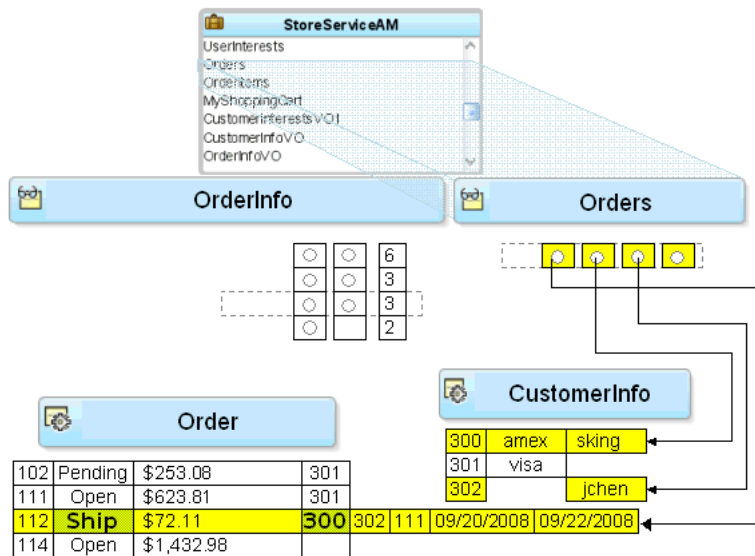 StoreServiceAM
UserInterests
Orders
OrderItems
MyShoppingCart
CustomerInterestsVO1
CustomerInfoVO
OrderInfoVO
OrderInfo
Orders
6
3
3
2
CustomerInfo
Order
300 amex sking
301 visa
302 jchen
102 Pending $253.08 301
111 Open $623.81 301
112 Ship $72.11 300 302 111 09/20/2008 09/22/2008
114 Open $1,432.98